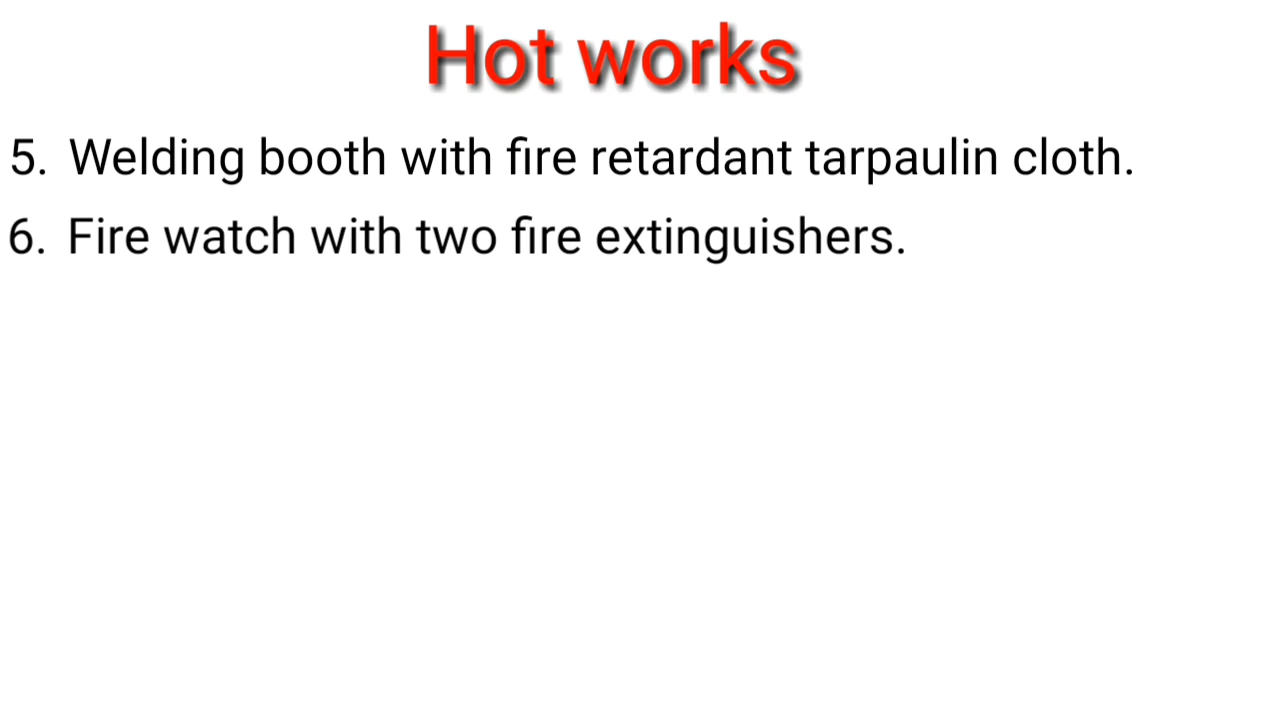 Hot works
5. Welding booth with fire retardant tarpaulin cloth.
6. Fire watch with two fire extinguishers.